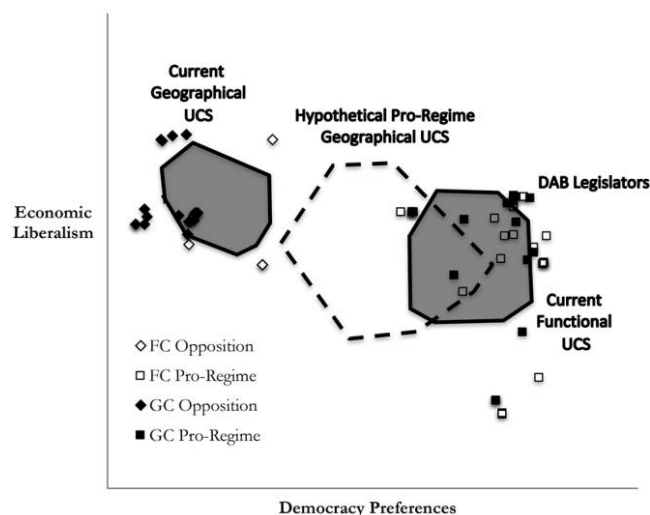 Current
Geographical
UCS
Hypothetical Pro-Regime
Geographical UCS
DAB Legislators
Economic
Liberalism
Current
Functional
UCS
FC Opposition
FC Pro-Regime
GC Opposition
GC Pro-Regime
Democracy Preferences